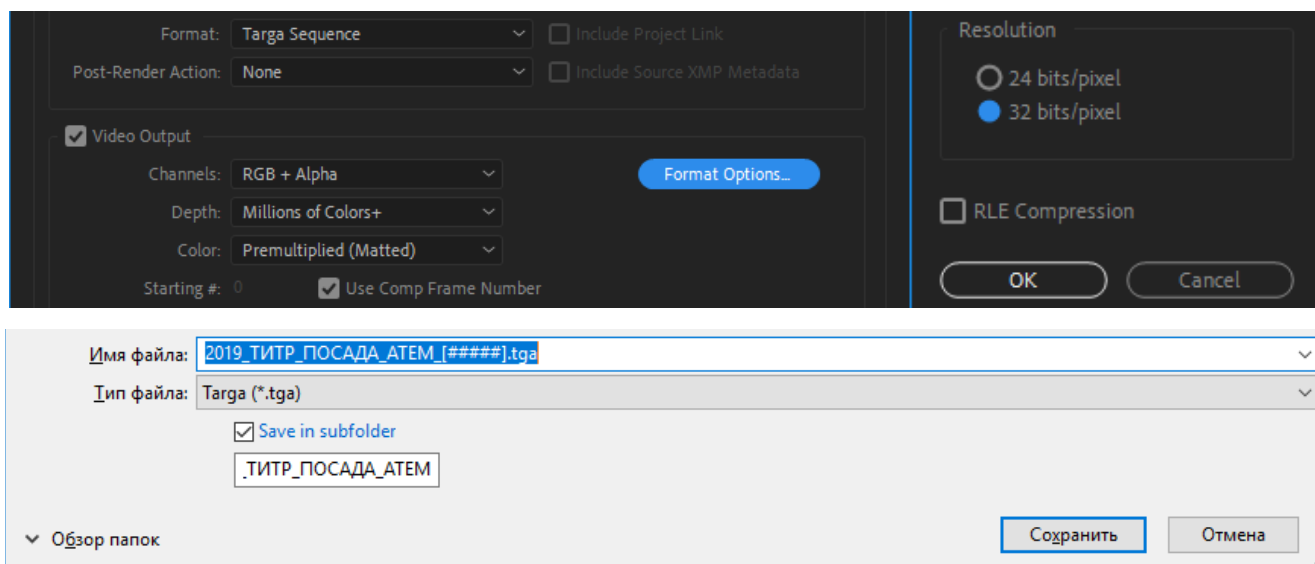 Format: Targa Sequence Include Project Link
Post-Render Action: None Include Source XMP Metadata
Video Output
Channels: RGB + Alpha Format Options...
Depth: Millions of Colors+
Color: Premultiplied (Matted)
Starting #: 0 Use Comp Frame Number
Resolution
24 bits/pixel
32 bits/pixel
RLE Compression
OK Cancel
Имя файла: 2019_ТИТР_ПОСАДА_АТЕМ_[#####].tga
Тип файла: Targa (*.tga)
Save in subfolder
_ТИТР_ПОСАДА_АТЕМ
Обзор папок Сохранить Отмена